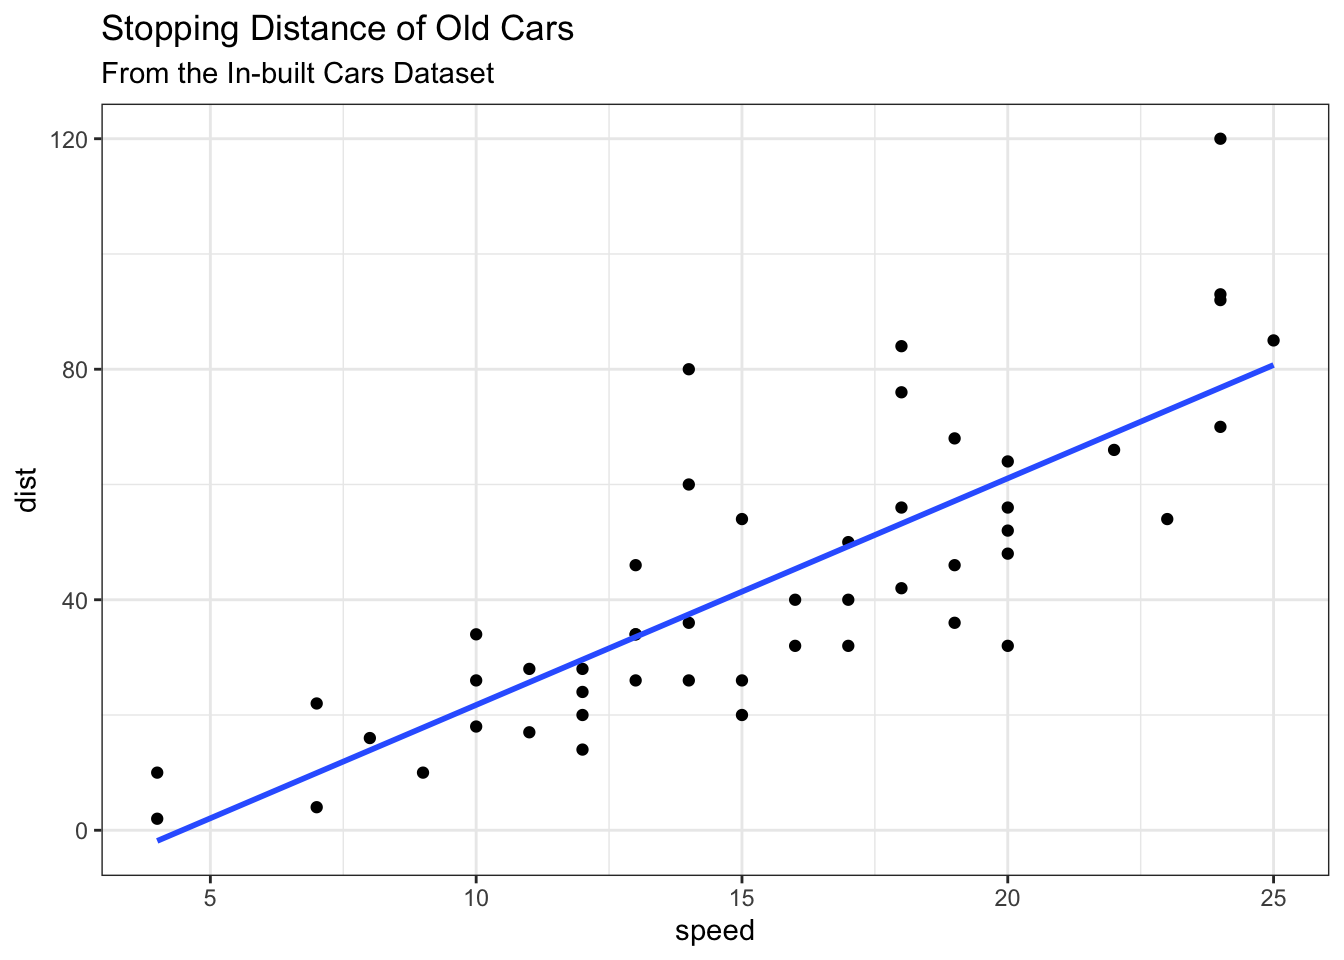 Stopping Distance of Old Cars
From the In-built Cars Dataset
120
80
40
0
dist
5 10 15 20 25
speed